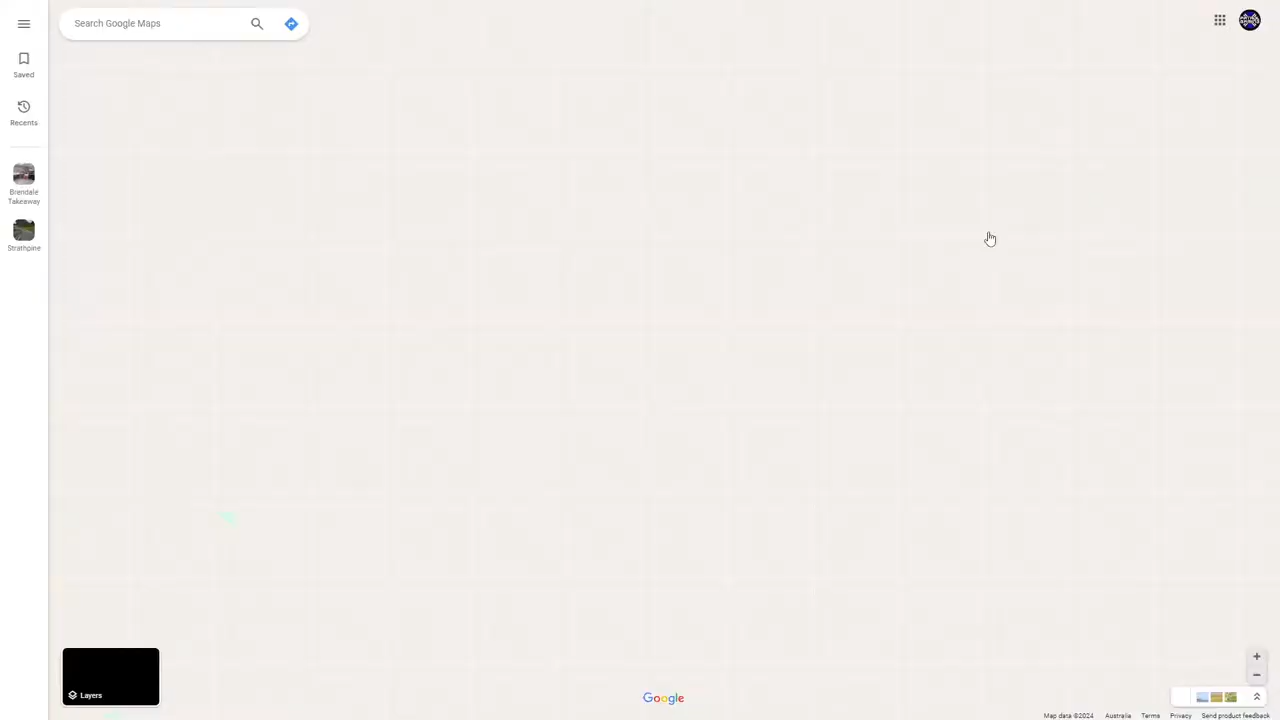 Search Google Maps
Saved
Recents
Brendale
Takeaway
Strathpine
Layers
Google
Map data ©2024
Australia
Terms
Privacy
Send product feedback